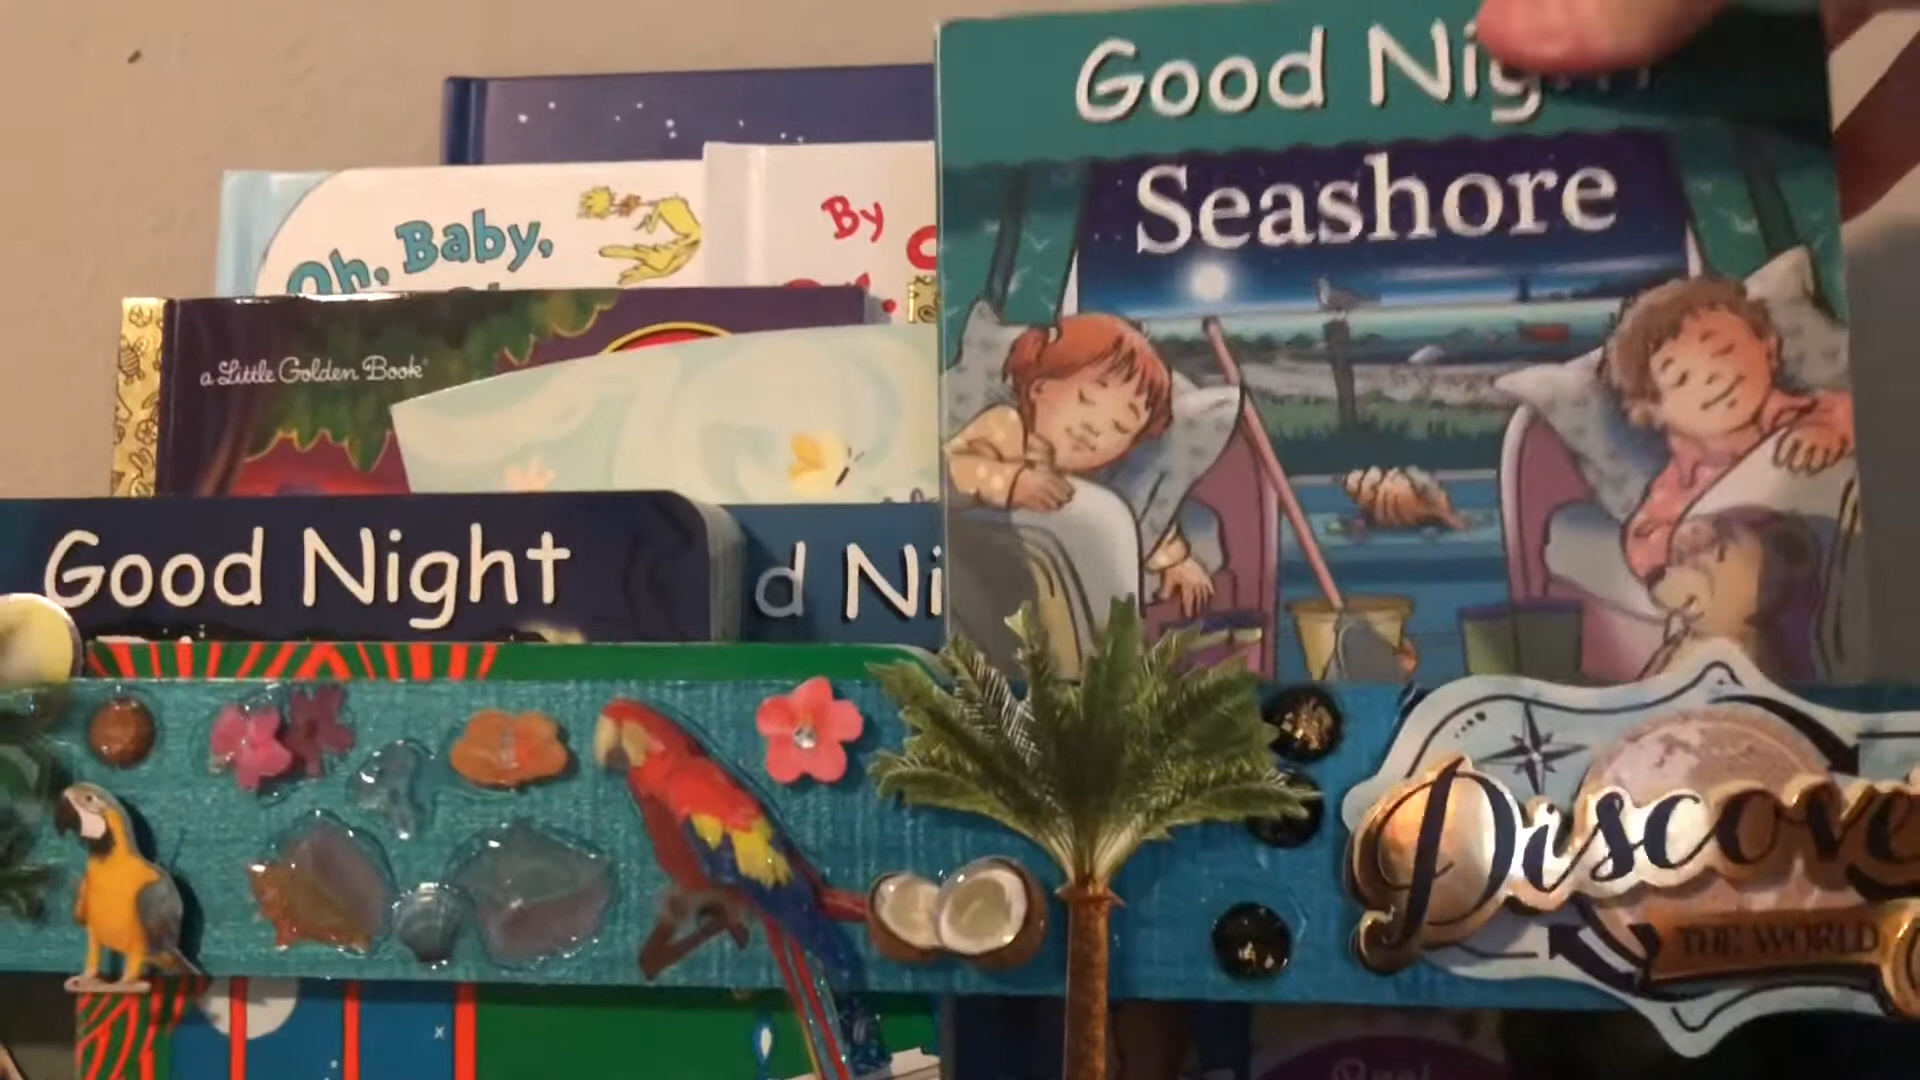 Good Nig
Seashore
Oh, Baby,
By
a Little Golden Book
Good Night
d Ni
Discove
THE WORLD